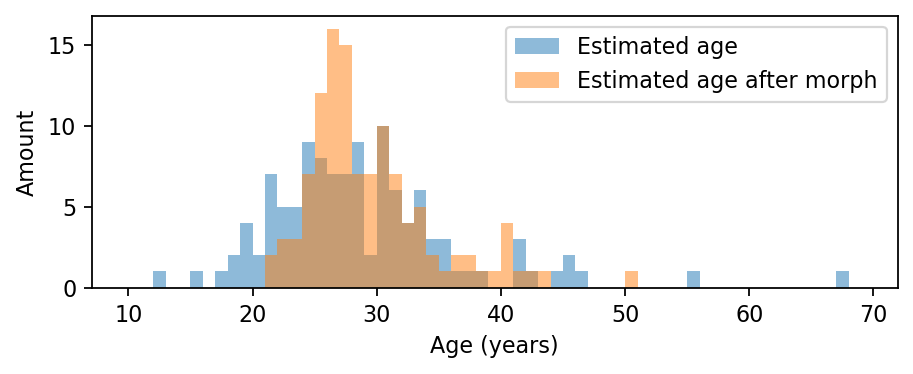 Estimated age
Estimated age after morph
15
10
5
0
Amount
10 20 30 40 50 60 70
Age (years)